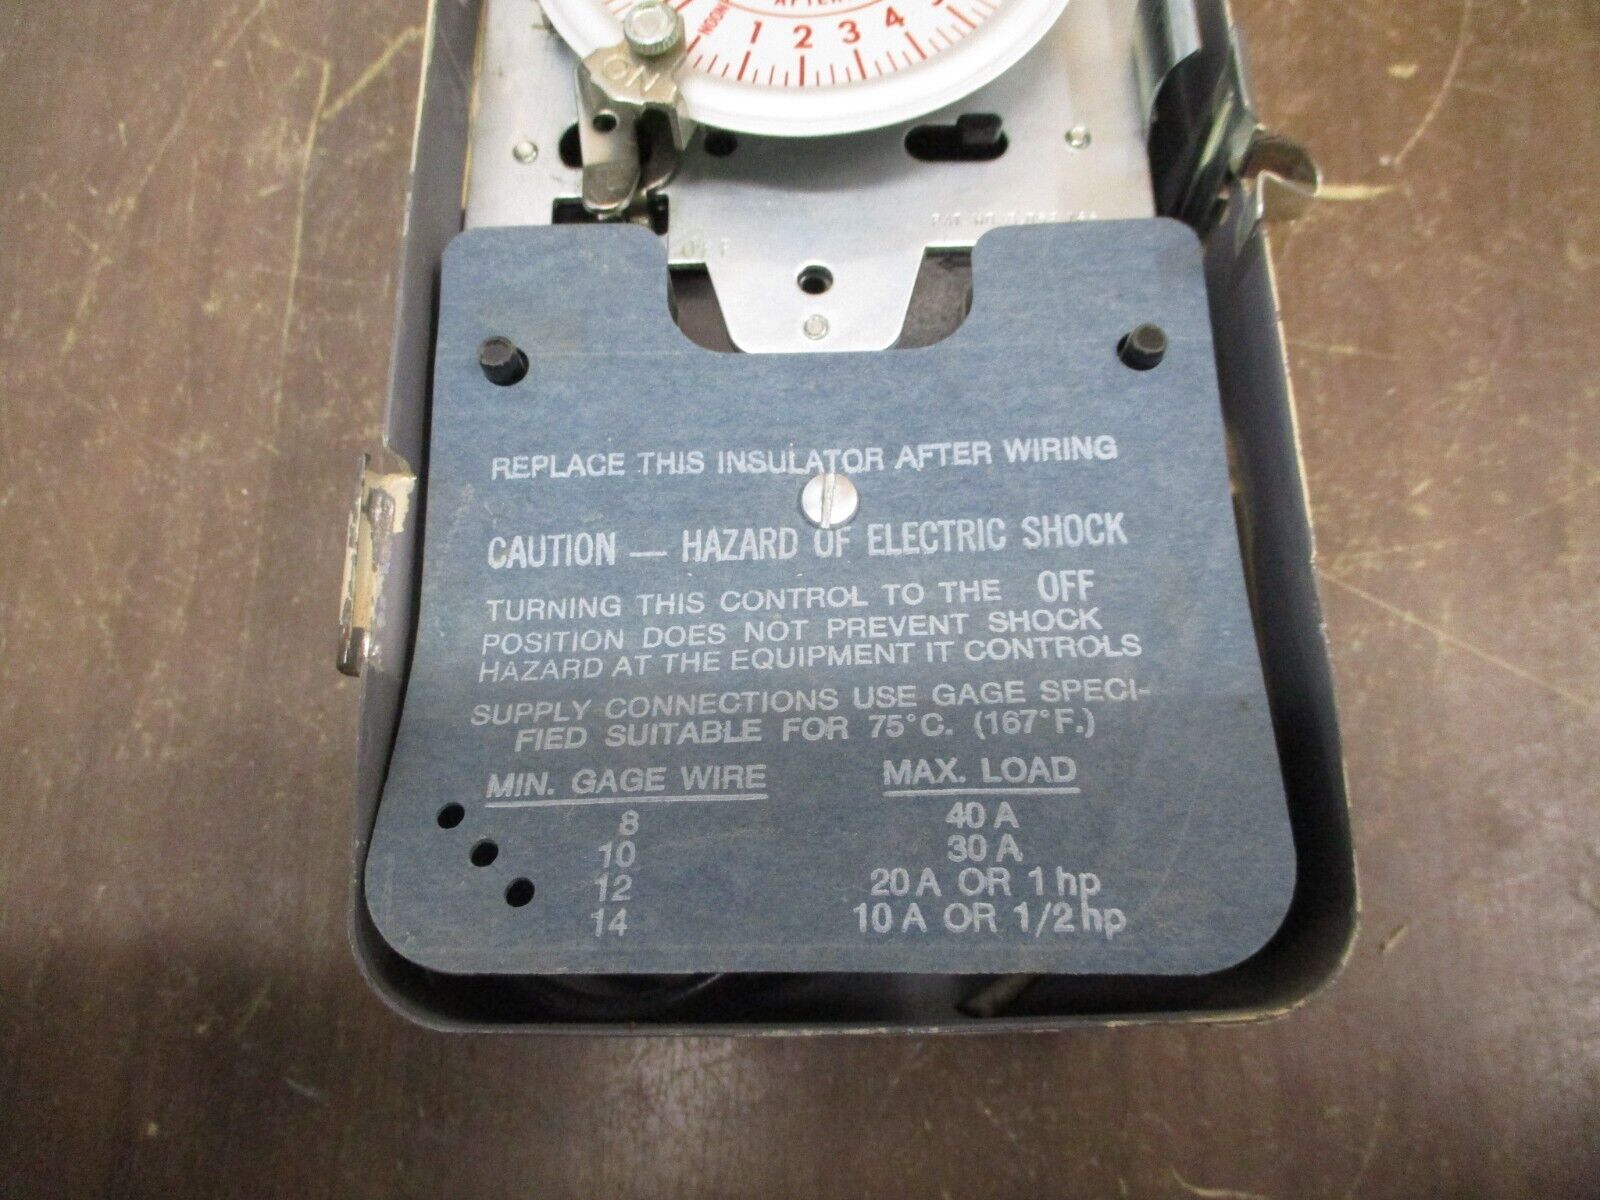 NOON 1 2 3 4
ON
OFF
REPLACE THIS INSULATOR AFTER WIRING
CAUTION — HAZARD OF ELECTRIC SHOCK
TURNING THIS CONTROL TO THE OFF
POSITION DOES NOT PREVENT SHOCK
HAZARD AT THE EQUIPMENT IT CONTROLS
SUPPLY CONNECTIONS USE GAGE SPECI-
FIED SUITABLE FOR 75°C. (167°F.)
MIN. GAGE WIRE MAX. LOAD
8 40 A
10 30 A
12 20 A OR 1 hp
14 10 A OR 1/2 hp